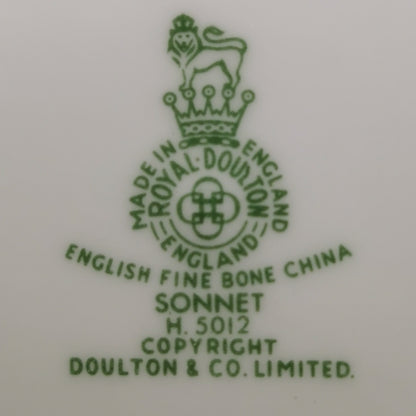 MADE IN ENGLAND
ROYAL·DOULTON
ENGLAND
ENGLISH FINE BONE CHINA
SONNET
H. 5012
COPYRIGHT
DOULTON & CO. LIMITED.